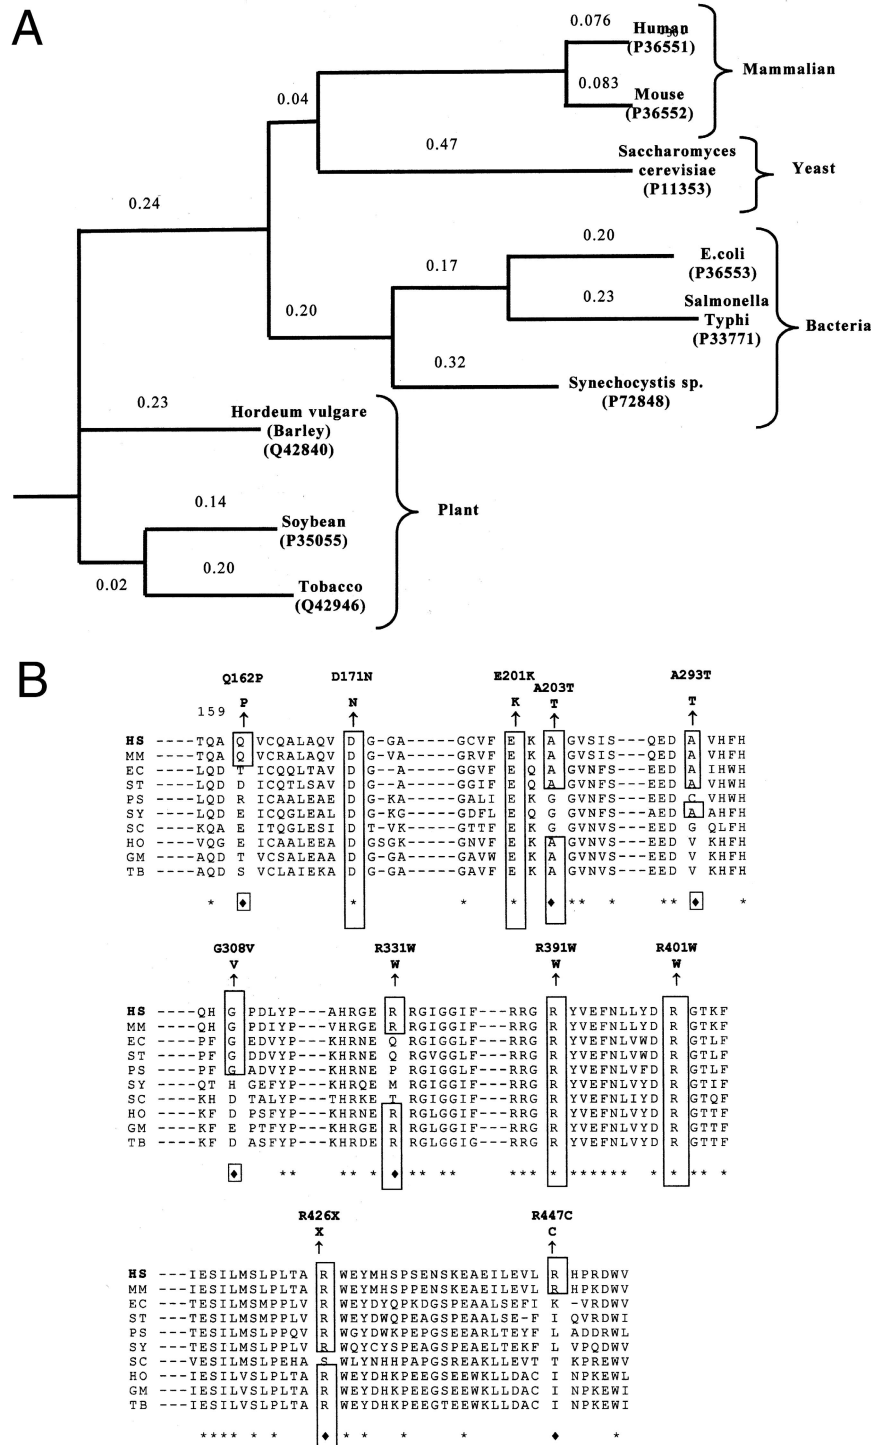 A
0.076
Human
(P36551)
0.083
Mouse
(P36552)
Mammalian
0.04
0.47
Saccharomyces
cerevisiae
(P11353)
Yeast
0.24
0.20
E.coli
(P36553)
0.17
0.23
Salmonella
Typhi
(P33771)
Bacteria
0.20
0.32
Synechocystis sp.
(P72848)
0.23
Hordeum vulgare
(Barley)
(Q42840)
0.14
Soybean
(P35055)
Plant
0.20
0.02
Tobacco
(Q42946)
B
Q162P D171N E201K A203T A293T
159 P N K T T
HS -----TQA Q VCQALAQV D G-GA-----GCVF E K A GVSIS---QED A VHFH
MM -----TQA Q VCRALAQV D G-VA-----GRVF E K A GVSIS---QED A VHFH
EC -----LQD T ICQQLTAV D G-VA-----GGVF E Q A GVNFS---EED A IHWH
ST -----LQD D ICQTLSAV D G-GA-----GGIF E Q A GVNFS---EED A VHWH
PS -----LQD R ICAALEAE D G-KA-----GALI E K G GVNFS---EED C VHWH
SY -----LQD E ICQGLEAL D G-KG-----GDFL E Q G GVNFS---AED A AHFH
SC -----KQA E ITQGLESI D T-VK-----GTTF E K G GVNVS---EED G QLFH
HO -----VQG E ICAALEEA D GSGK-----GNVF E K A GVNVS---EED V KHFH
GM -----AQD T VCSALEAA D G-GA-----GAVW E K A GVNVS---EED V KHFH
TB -----AQD S VCLAIEKA D G-GA-----GAVF E K A GVNVS---EED V KHFH
* ♦ * * * ♦ ** * ** ♦ *
G308V R331W R391W R401W
V W W W
HS -----QH G PDLYP---AHRGE R RGIGGIF---RRG R YVEFNLLYD R GTKF
MM -----QH G PDIYP---VHRGE R RGIGGIF---RRG R YVEFNLLYD R GTKF
EC -----PF G EDVYP---KHRNE Q RGIGGLF---RRG R YVEFNLVWD R GTLF
ST -----PF G DDVYP---KHRNE Q RGVGGLF---RRG R YVEFNLVWD R GTLF
PS -----PF G ADVYP---KHRNE P RGIGGLF---RRG R YVEFNLVFD R GTLF
SY -----QT H GEFYP---KHRQE M RGIGGIF---RRG R YVEFNLVYD R GTIF
SC -----KH D TALYP---THRKE T RGIGGIF---RRG R YVEFNLVYD R GTQF
HO -----KF D PSFYP---KHRNE R RGLGGIF---RRG R YVEFNLVYD R GTTF
GM -----KF E PTFYP---KHRNE R RGLGGIF---RRG R YVEFNLVYD R GTTF
TB -----KF D ASFYP---KHRDE R RGLGGIG---RRG R YVEFNLVYD R GTTF
♦ ** ** * ♦ ** ** *** * ****** * * ** *
R426X R447C
X C
HS ---IESILMSLPLTA R WEYMHSPSENSKEAEILEVL R HPRDWV
MM ---IESILMSLPLTA R WEYMHSPPENSKEAEILEVL R HPKDWV
EC ---TESILMSMPPLV R WEYDYQPKDGSPEAALSEFI K -VRDWV
ST ---TESILMSMPPLV R WEYDWQPEAGSPEAALSE-F I QVRDWI
PS ---TESILMSLPPQV R WGYDWKPEPGSEEARLTEYF L ADDRWL
SY ---TESILMSLPPLV R WQYCYSPEAGSPEAELTEKF L VPQDWV
SC ---VESILMSLPEHA S WLYNHHPAPGSREAKLLEVT T KPREWV
HO ---IESILVSLPLTA R WEYDHKPEEGSEEWKLLDAC I NPKEWL
GM ---IESILVSLPLTA R WEYDHKPEEGSEEWKLLDAC I NPKEWI
TB ---IESILVSLPLTA R WEYDHKPEEGTEEWKLLDAC I NPKEWI
**** * * ♦ * * * * ♦ *